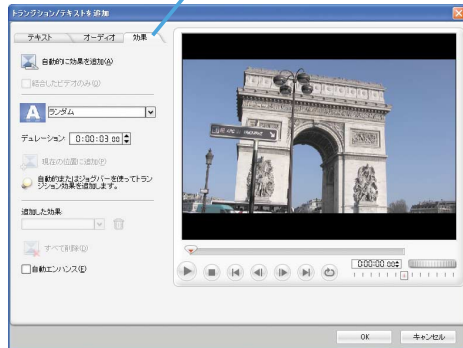 トランジション/テキストを追加
テキスト
オーディオ
効果
自動的に効果を追加(A)
結合したビデオのみ(J)
A
ランダム
デュレーション: 0:00:03.00
現在の位置に追加(P)
自動的またはジョグバーを使ってトラン
ジション効果を追加します。
追加した効果:
すべて削除(D)
自動エンハンス(E)
0:00:00.00
OK
キャンセル